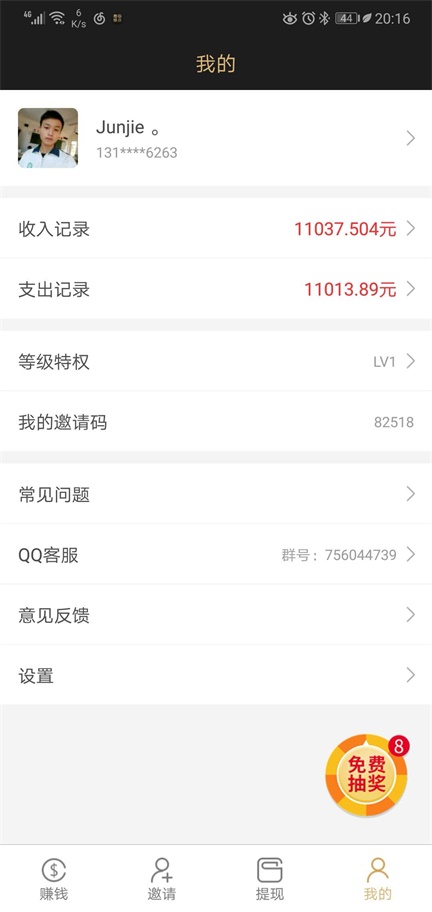 4G 6 K/s 44 20:16
我的
Junjie 。
131****6263
收入记录 11037.504元
支出记录 11013.89元
等级特权 LV1
我的邀请码 82518
常见问题
QQ客服 群号：756044739
意见反馈
设置
8
免费
抽奖
赚钱 邀请 提现 我的